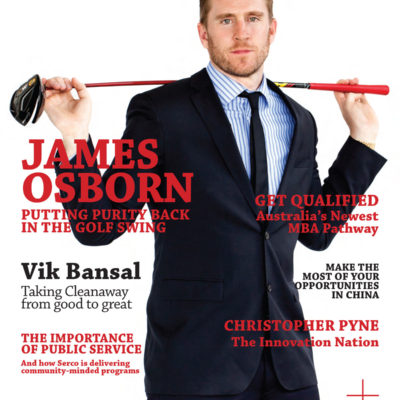 JAMES
OSBORN
PUTTING PURITY BACK
IN THE GOLF SWING
GET QUALIFIED
Australia's Newest
MBA Pathway
Vik Bansal
Taking Cleanaway
from good to great
MAKE THE
MOST OF YOUR
OPPORTUNITIES
IN CHINA
CHRISTOPHER PYNE
The Innovation Nation
THE IMPORTANCE
OF PUBLIC SERVICE
And how Serco is delivering
community-minded programs